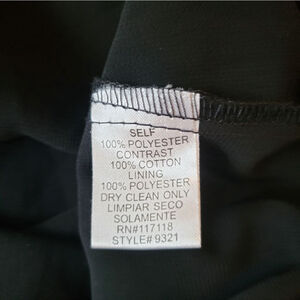 SELF
100% POLYESTER
CONTRAST
100% COTTON
LINING
100% POLYESTER
DRY CLEAN ONLY
LIMPIAR SECO
SOLAMENTE
RN#117118
STYLE# 9321